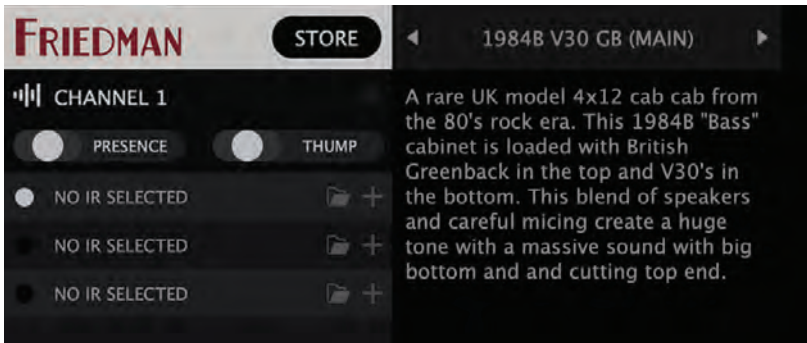 FRIEDMAN
STORE
1984B V30 GB (MAIN)
CHANNEL 1
PRESENCE
THUMP
NO IR SELECTED
NO IR SELECTED
NO IR SELECTED
A rare UK model 4x12 cab cab from
the 80's rock era. This 1984B "Bass"
cabinet is loaded with British
Greenback in the top and V30's in
the bottom. This blend of speakers
and careful micing create a huge
tone with a massive sound with big
bottom and and cutting top end.